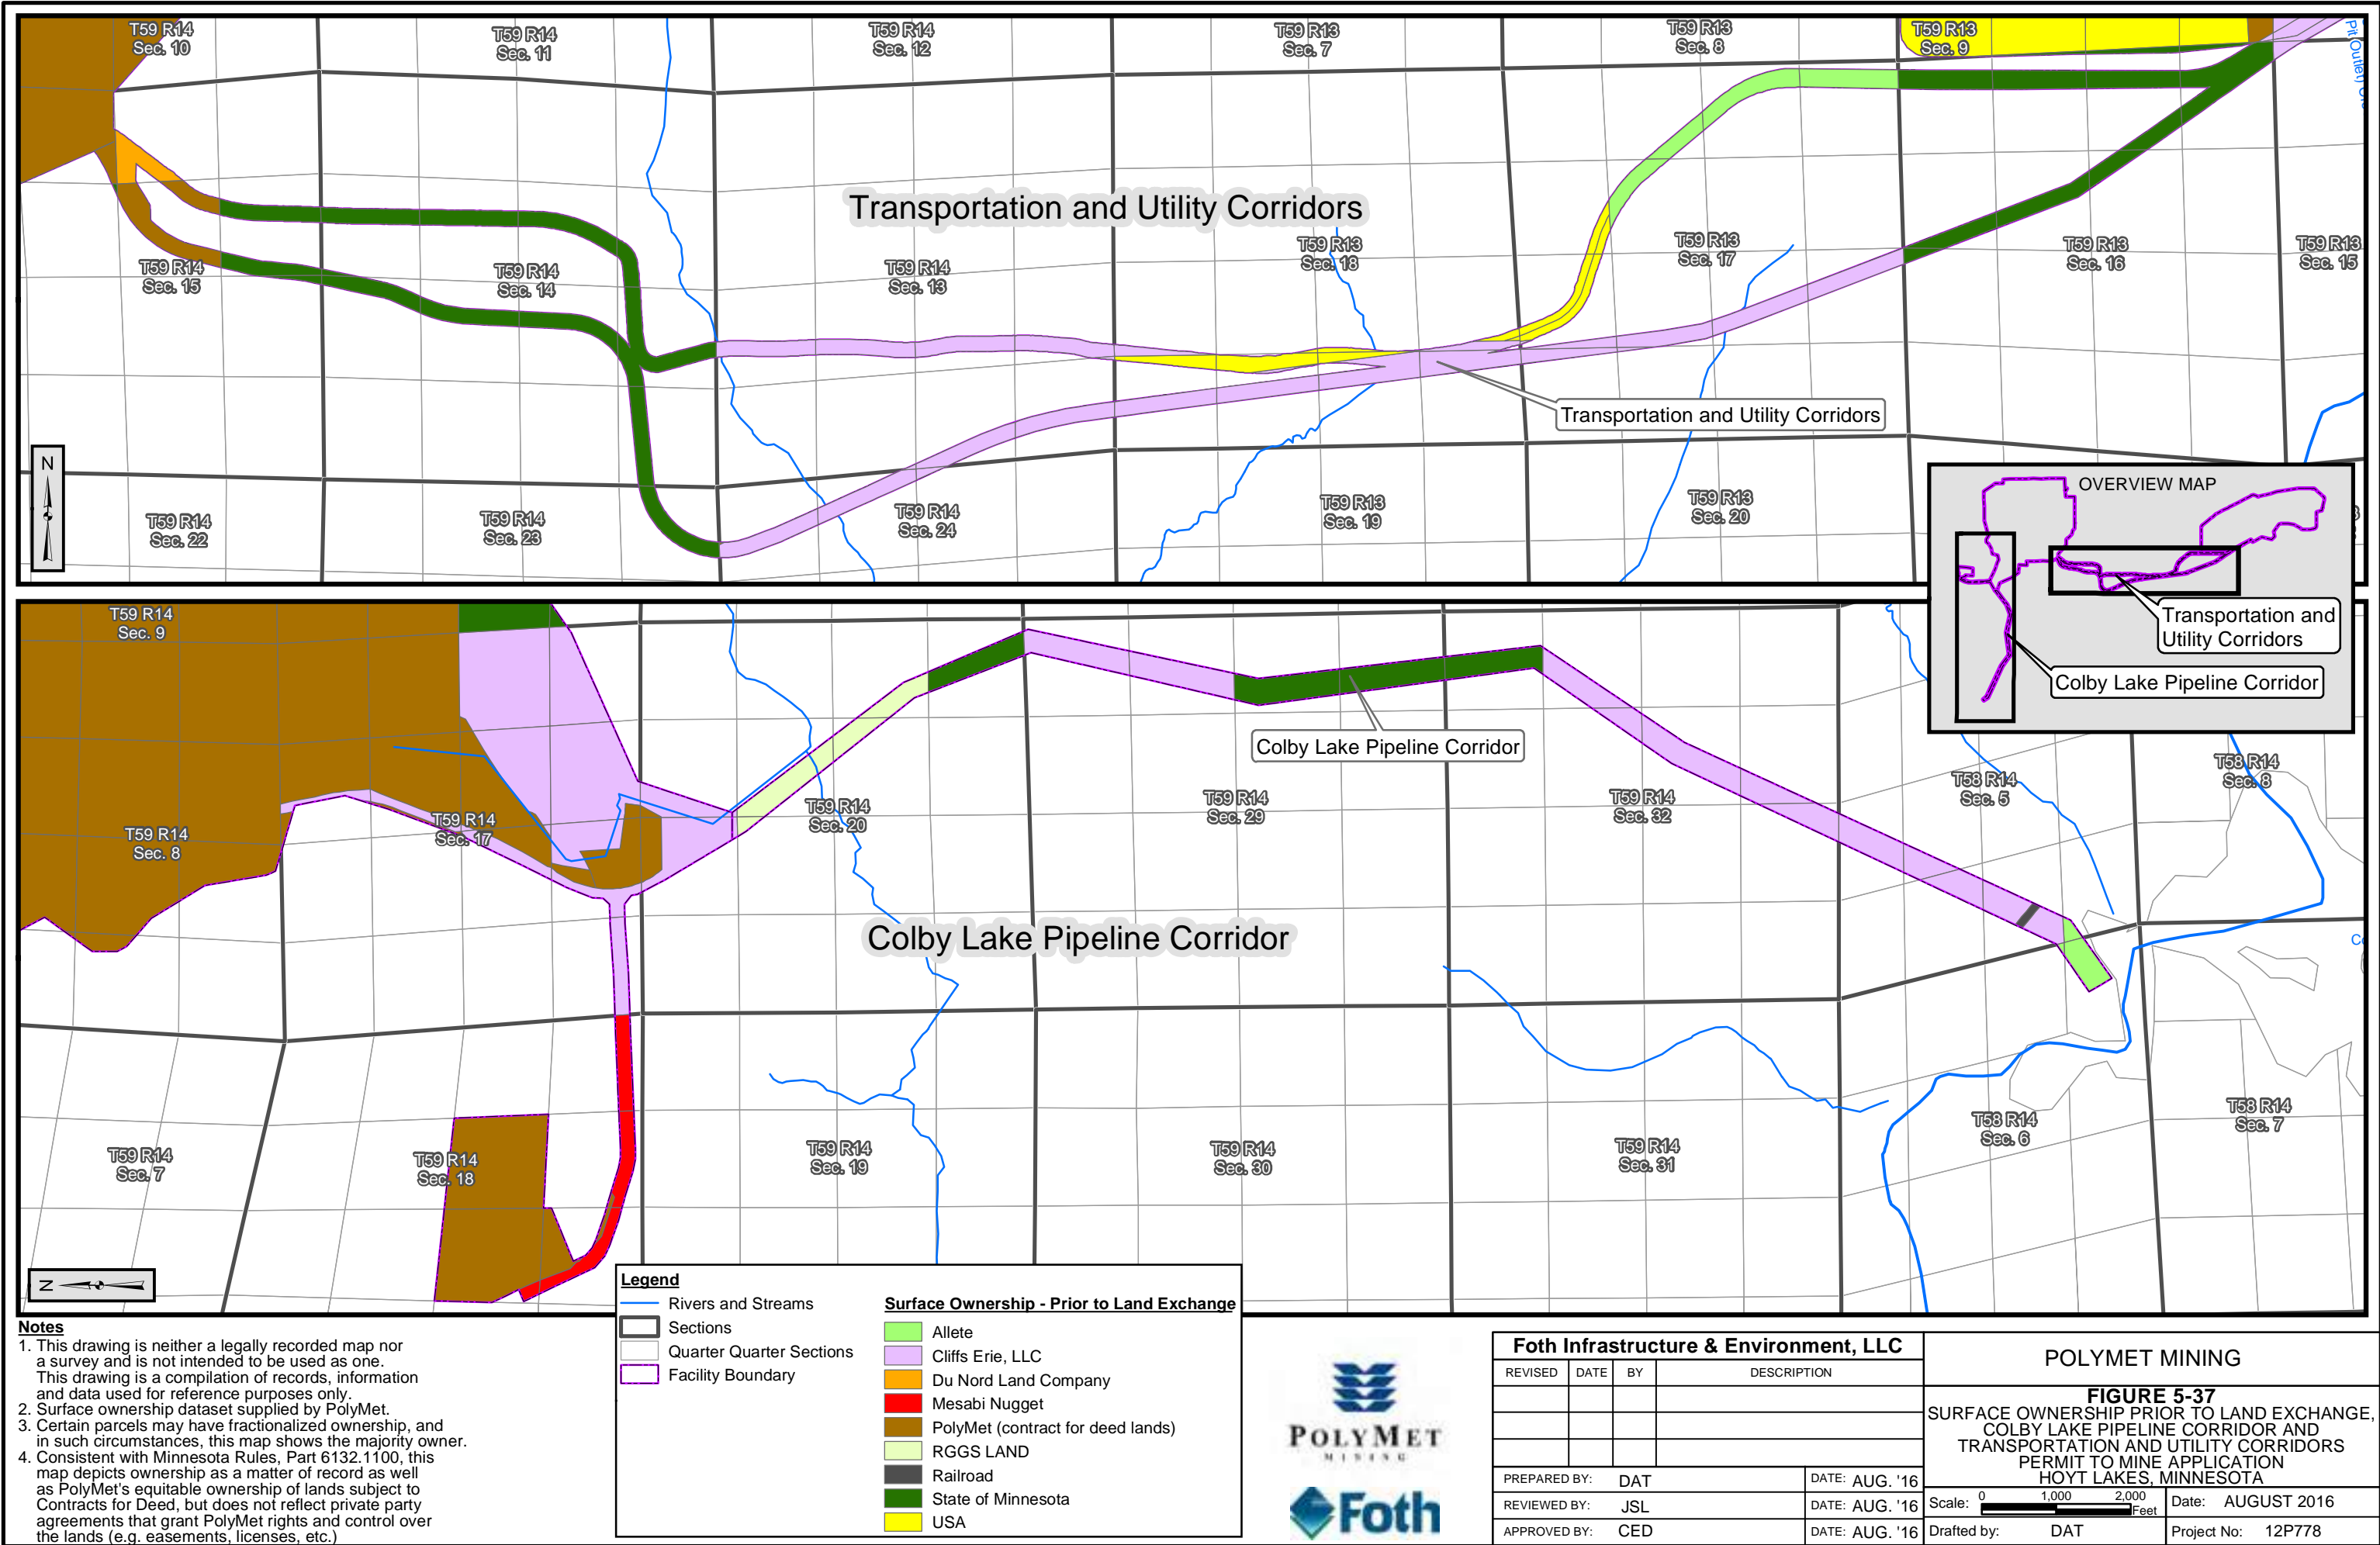 T59 R14
Sec. 10
T59 R14
Sec. 11
T59 R14
Sec. 12
T59 R13
Sec. 7
T59 R13
Sec. 8
T59 R13
Sec. 9
Pit Outlet)
Transportation and Utility Corridors
T59 R14
Sec. 15
T59 R14
Sec. 14
T59 R14
Sec. 13
T59 R13
Sec. 18
T59 R13
Sec. 17
T59 R13
Sec. 16
T59 R13
Sec. 15
Transportation and Utility Corridors
N
T59 R14
Sec. 22
T59 R14
Sec. 23
T59 R14
Sec. 24
T59 R13
Sec. 19
T59 R13
Sec. 20
OVERVIEW MAP
Transportation and
Utility Corridors
Colby Lake Pipeline Corridor
T59 R14
Sec. 9
Colby Lake Pipeline Corridor
T59 R14
Sec. 8
T59 R14
Sec. 17
T59 R14
Sec. 20
T59 R14
Sec. 29
T59 R14
Sec. 32
T58 R14
Sec. 5
T58 R14
Sec. 8
Colby Lake Pipeline Corridor
T59 R14
Sec. 7
T59 R14
Sec. 18
T59 R14
Sec. 19
T59 R14
Sec. 30
T59 R14
Sec. 31
T58 R14
Sec. 6
T58 R14
Sec. 7
N
Notes
1. This drawing is neither a legally recorded map nor
a survey and is not intended to be used as one.
This drawing is a compilation of records, information
and data used for reference purposes only.
2. Surface ownership dataset supplied by PolyMet.
3. Certain parcels may have fractionalized ownership, and
in such circumstances, this map shows the majority owner.
4. Consistent with Minnesota Rules, Part 6132.1100, this
map depicts ownership as a matter of record as well
as PolyMet's equitable ownership of lands subject to
Contracts for Deed, but does not reflect private party
agreements that grant PolyMet rights and control over
the lands (e.g. easements, licenses, etc.)
Legend
Rivers and Streams
Sections
Quarter Quarter Sections
Facility Boundary
Surface Ownership - Prior to Land Exchange
Allete
Cliffs Erie, LLC
Du Nord Land Company
Mesabi Nugget
PolyMet (contract for deed lands)
RGGS LAND
Railroad
State of Minnesota
USA
POLYMET
MINING
Foth
Foth Infrastructure & Environment, LLC
REVISED DATE BY DESCRIPTION
PREPARED BY: DAT DATE: AUG. '16
REVIEWED BY: JSL DATE: AUG. '16
APPROVED BY: CED DATE: AUG. '16
POLYMET MINING
FIGURE 5-37
SURFACE OWNERSHIP PRIOR TO LAND EXCHANGE,
COLBY LAKE PIPELINE CORRIDOR AND
TRANSPORTATION AND UTILITY CORRIDORS
PERMIT TO MINE APPLICATION
HOYT LAKES, MINNESOTA
Scale: 0 1,000 2,000 Feet
Date: AUGUST 2016
Drafted by: DAT
Project No: 12P778